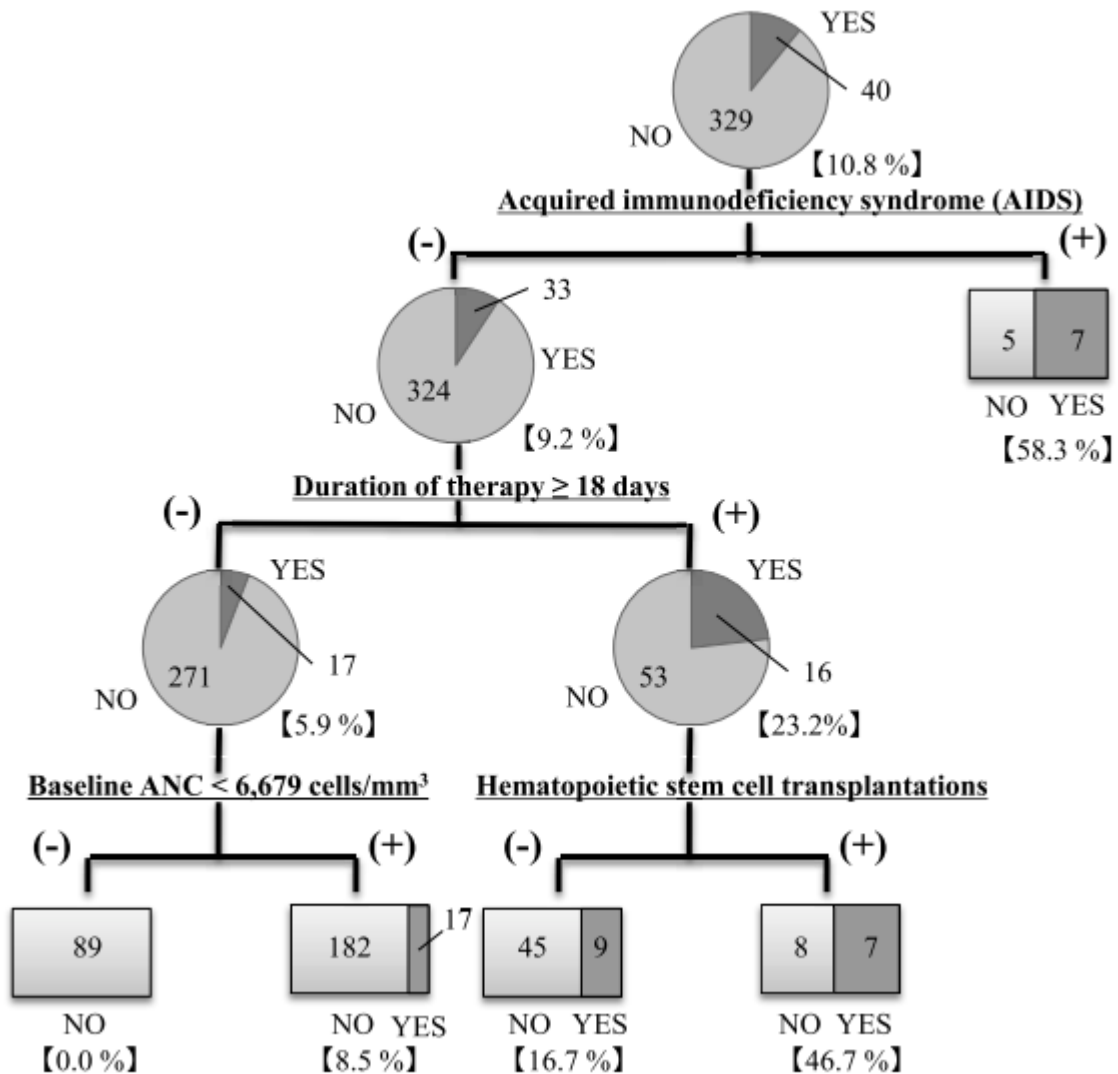 YES
40
329
NO
【10.8 %】
Acquired immunodeficiency syndrome (AIDS)
(-)
(+)
33
YES
324
NO
【9.2 %】
5 7
NO YES
【58.3 %】
Duration of therapy ≥ 18 days
(-)
(+)
YES
17
271
NO
【5.9 %】
YES
16
53
NO
【23.2%】
Baseline ANC < 6,679 cells/mm³
Hematopoietic stem cell transplantations
(-)
(+)
(-)
(+)
89
NO
【0.0 %】
182 17
NO YES
【8.5 %】
45 9
NO YES
【16.7 %】
8 7
NO YES
【46.7 %】